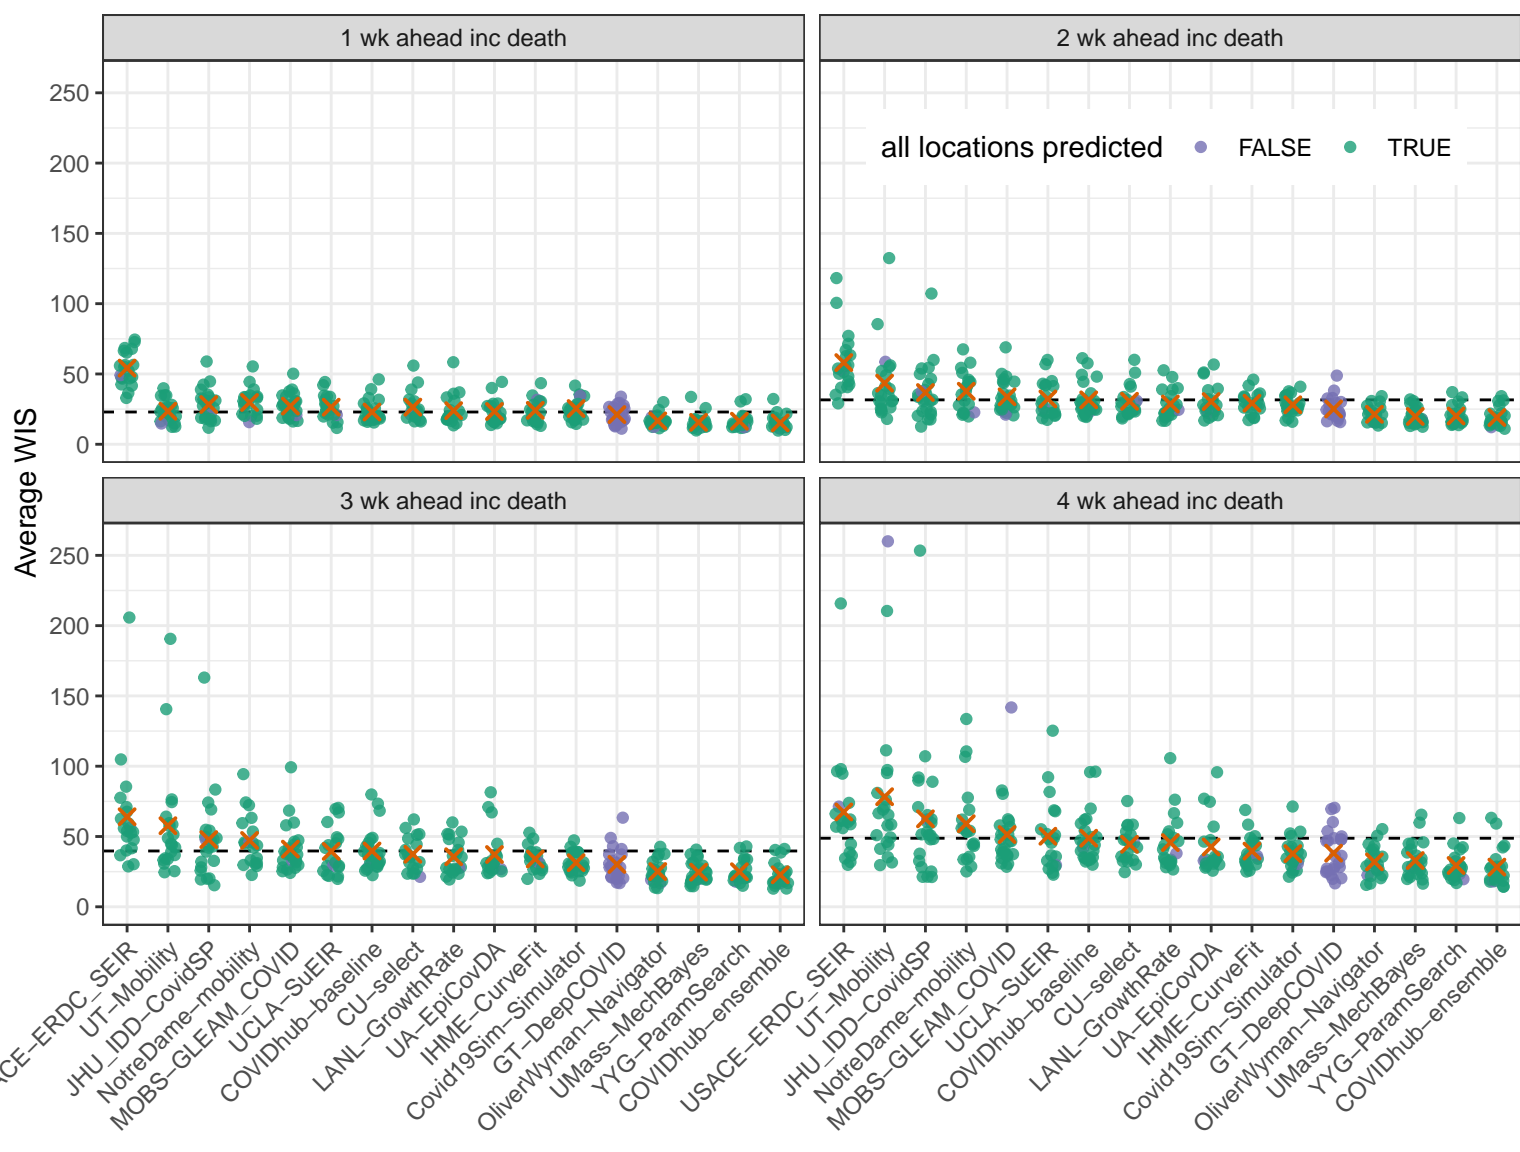 1 wk ahead inc death
2 wk ahead inc death
all locations predicted FALSE TRUE
250
200
150
100
50
0
Average WIS
3 wk ahead inc death
4 wk ahead inc death
250
200
150
100
50
0
ACE−ERDC_SEIR
UT−Mobility
JHU_IDD−CovidSP
NotreDame−mobility
MOBS−GLEAM_COVID
UCLA−SuEIR
COVIDhub−baseline
CU−select
LANL−GrowthRate
UA−EpiCovDA
IHME−CurveFit
Covid19Sim−Simulator
GT−DeepCOVID
OliverWyman−Navigator
UMass−MechBayes
YYG−ParamSearch
COVIDhub−ensemble
USACE−ERDC_SEIR
UT−Mobility
JHU_IDD−CovidSP
NotreDame−mobility
MOBS−GLEAM_COVID
UCLA−SuEIR
COVIDhub−baseline
CU−select
LANL−GrowthRate
UA−EpiCovDA
IHME−CurveFit
Covid19Sim−Simulator
GT−DeepCOVID
OliverWyman−Navigator
UMass−MechBayes
YYG−ParamSearch
COVIDhub−ensemble